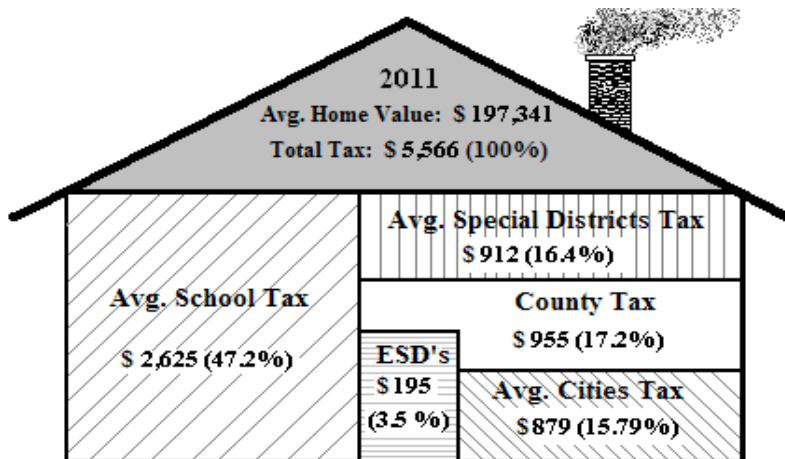 2011
Avg. Home Value: $ 197,341
Total Tax: $ 5,566 (100%)
Avg. Special Districts Tax
$ 912 (16.4%)
Avg. School Tax
$ 2,625 (47.2%)
County Tax
$ 955 (17.2%)
ESD's
$195
(3.5 %)
Avg. Cities Tax
$879 (15.79%)